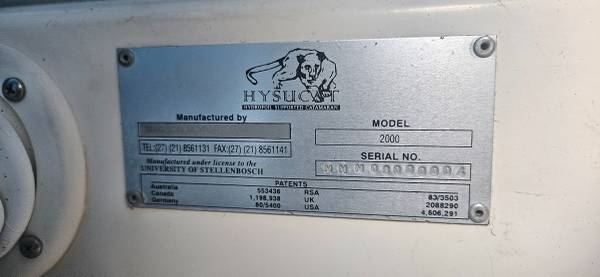 HYSUCAT
HYDROFOIL SUPPORTED CATAMARAN
Manufactured by
TEL:(27) (21) 8561131 FAX:(27) (21) 8561141
Manufactured under license to the
UNIVERSITY OF STELLENBOSCH
MODEL
2000
SERIAL NO.
PATENTS
Australia 553436 RSA 83/3503
Canada 1,198,938 UK 2088290
Germany 80/5400 USA 4,606,291